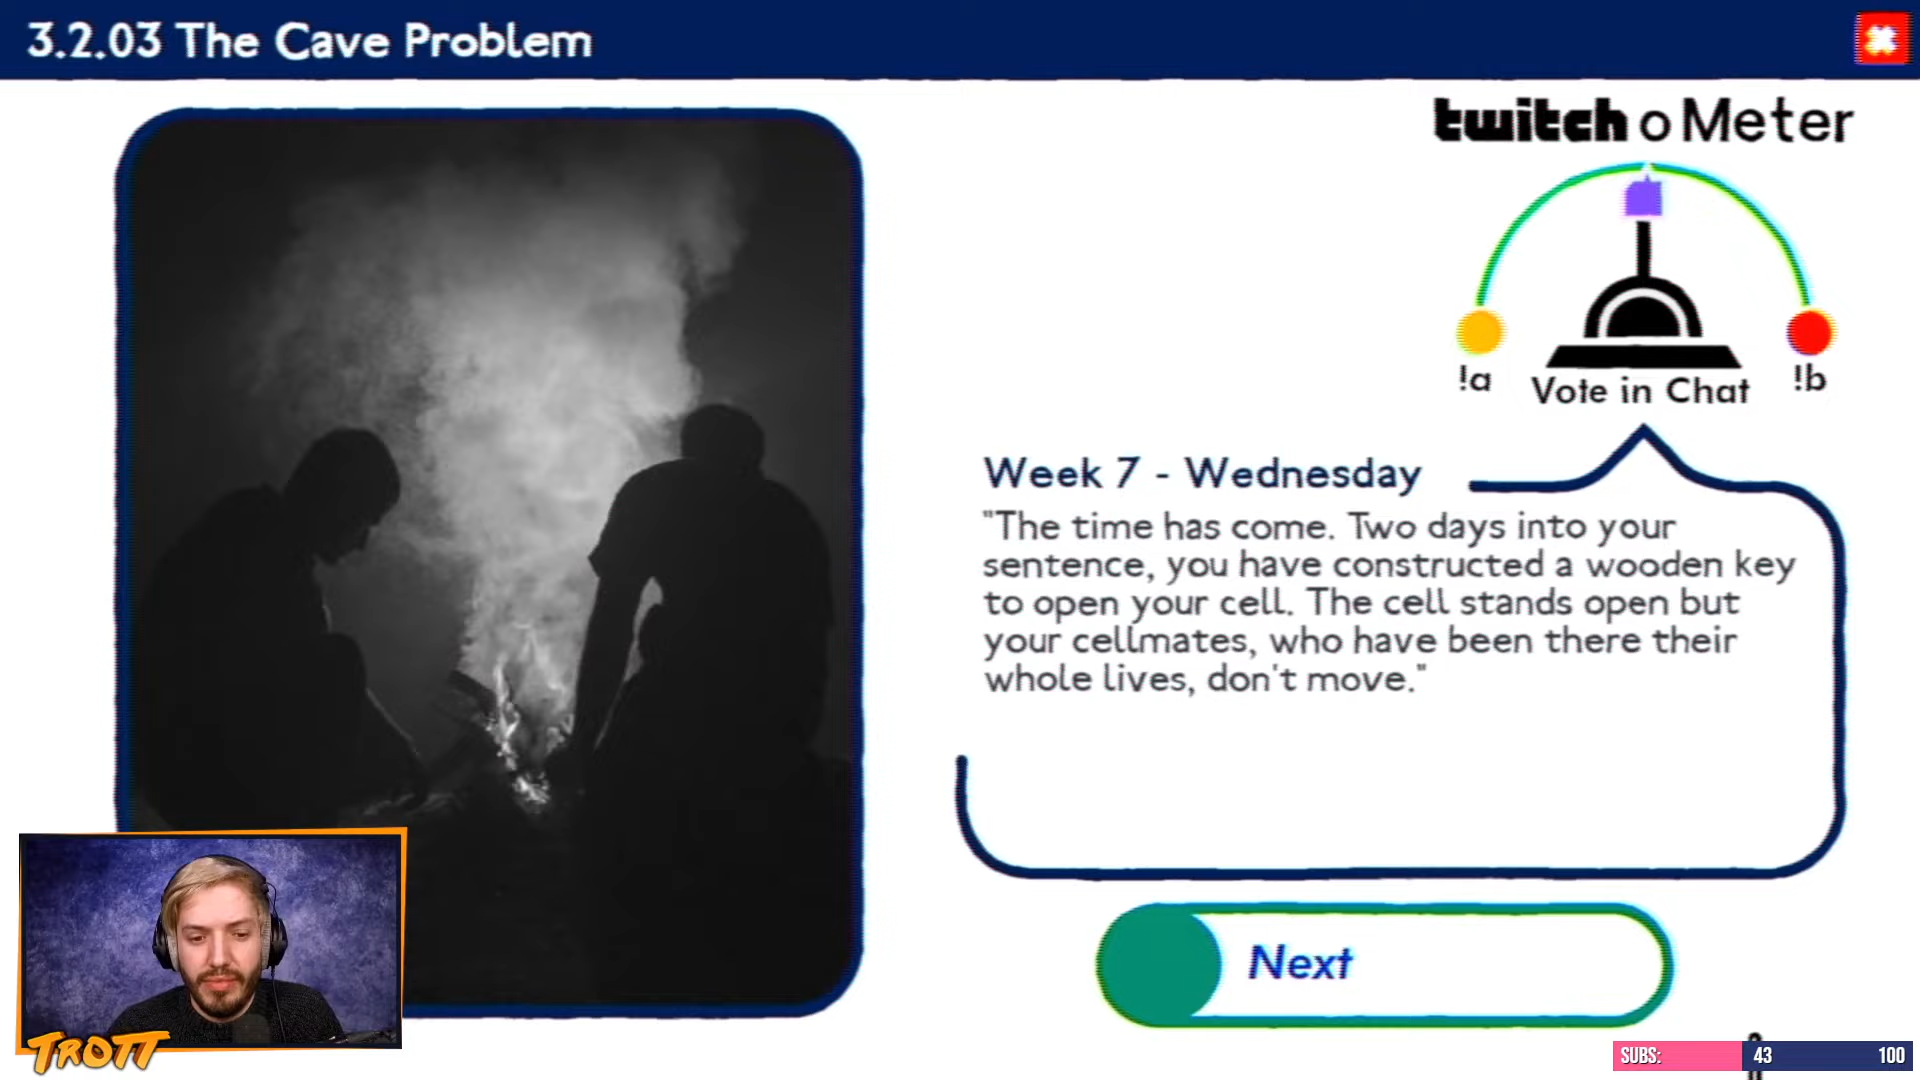 3.2.03 The Cave Problem
twitch o Meter
!a
Vote in Chat
!b
Week 7 - Wednesday
"The time has come. Two days into your
sentence, you have constructed a wooden key
to open your cell. The cell stands open but
your cellmates, who have been there their
whole lives, don't move."
Next
TROTT
SUBS: 43 100